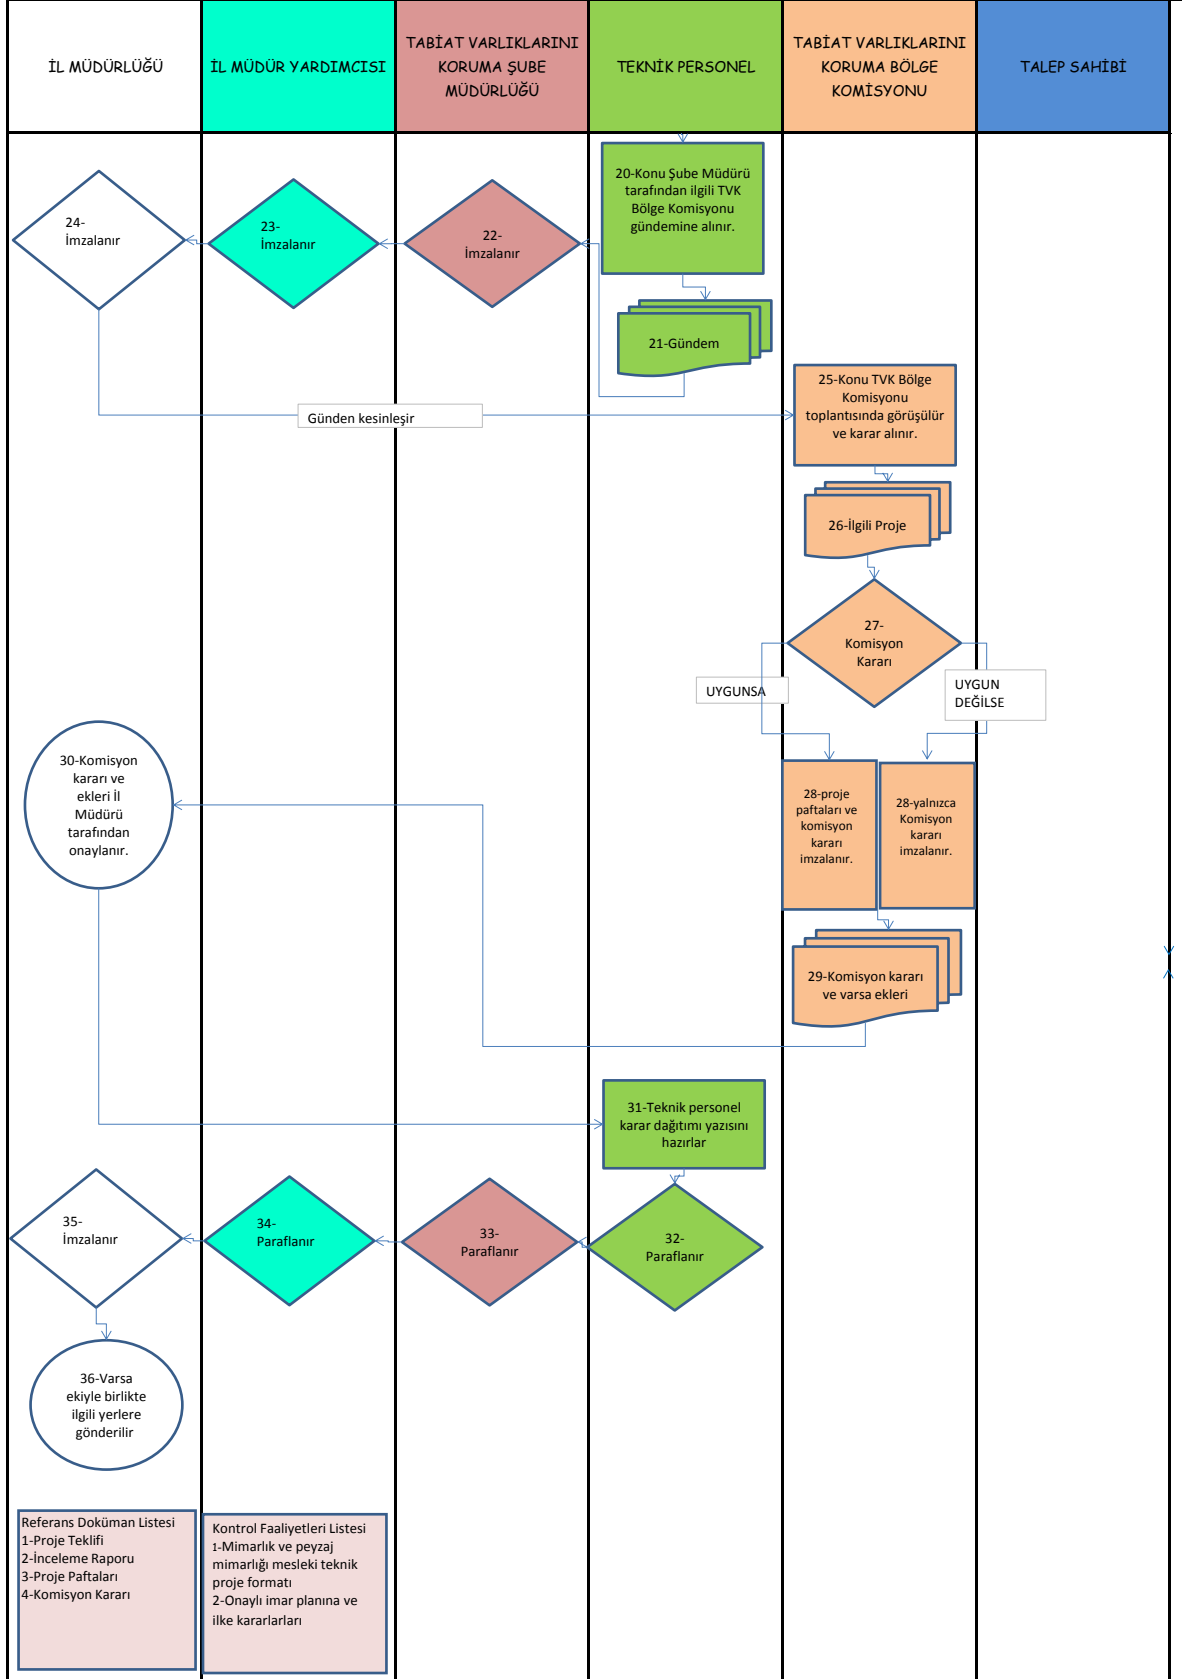 İL MÜDÜRLÜĞÜ
İL MÜDÜR YARDIMCISI
TABİAT VARLIKLARINI
KORUMA ŞUBE
MÜDÜRLÜĞÜ
TEKNİK PERSONEL
TABİAT VARLIKLARINI
KORUMA BÖLGE
KOMİSYONU
TALEP SAHİBİ
20-Konu Şube Müdürü
tarafından ilgili TVK
Bölge Komisyonu
gündemine alınır.
24-
İmzalanır
23-
İmzalanır
22-
İmzalanır
21-Gündem
25-Konu TVK Bölge
Komisyonu
toplantısında görüşülür
ve karar alınır.
Günden kesinleşir
26-İlgili Proje
27-
Komisyon
Kararı
UYGUNSA
UYGUN
DEĞİLSE
30-Komisyon
kararı ve
ekleri İl
Müdürü
tarafından
onaylanır.
28-proje
paftaları ve
komisyon
kararı
imzalanır.
28-yalnızca
Komisyon
kararı
imzalanır.
29-Komisyon kararı
ve varsa ekleri
31-Teknik personel
karar dağıtımı yazısını
hazırlar
35-
İmzalanır
34-
Paraflanır
33-
Paraflanır
32-
Paraflanır
36-Varsa
ekiyle birlikte
ilgili yerlere
gönderilir
Referans Doküman Listesi
1-Proje Teklifi
2-İnceleme Raporu
3-Proje Paftaları
4-Komisyon Kararı
Kontrol Faaliyetleri Listesi
1-Mimarlık ve peyzaj
mimarlığı mesleki teknik
proje formatı
2-Onaylı imar planına ve
ilke kararlarları